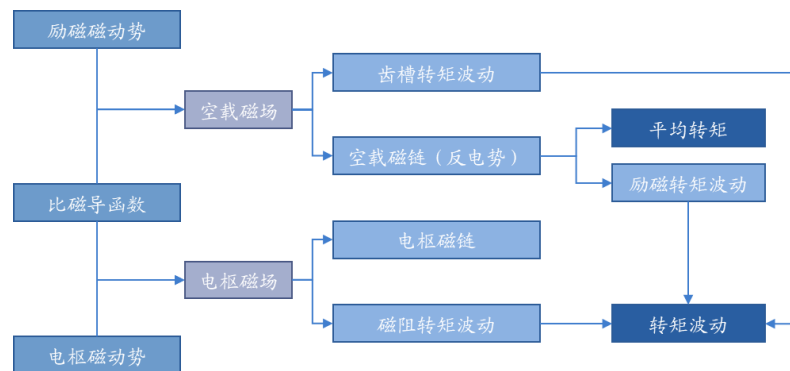 励磁磁动势
齿槽转矩波动
空载磁场
平均转矩
空载磁链（反电势）
励磁转矩波动
比磁导函数
电枢磁链
电枢磁场
磁阻转矩波动
转矩波动
电枢磁动势